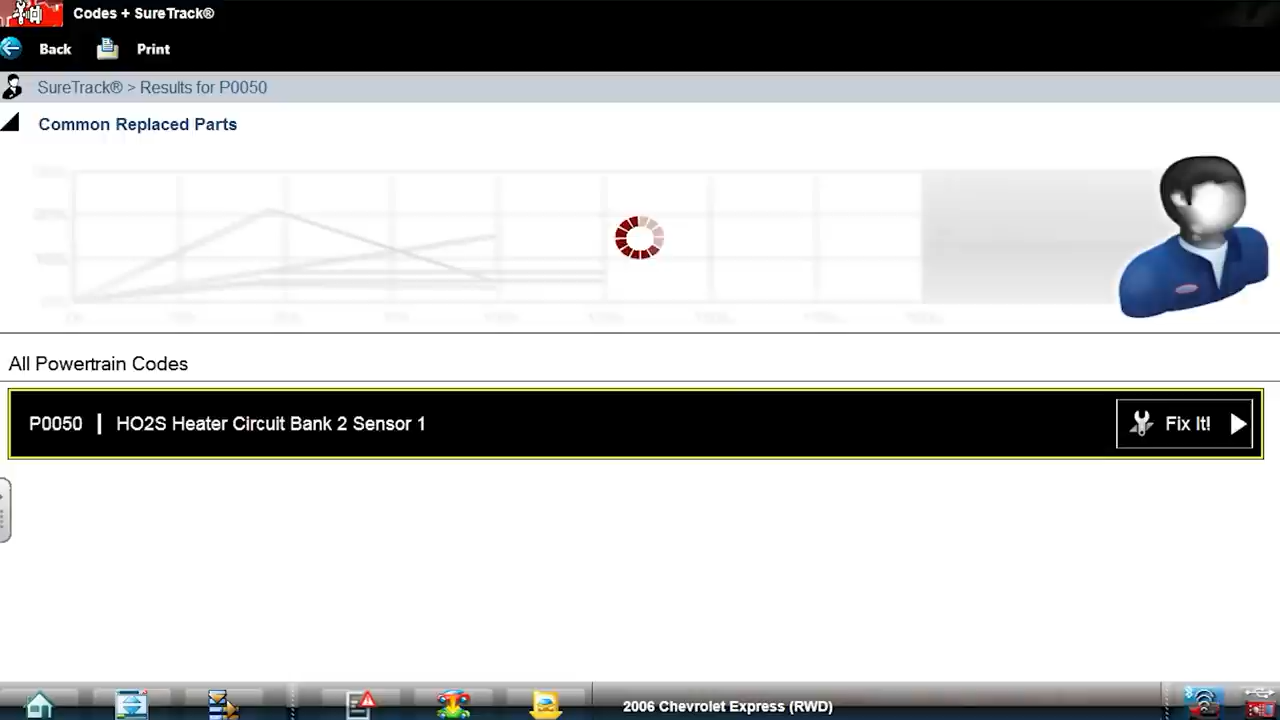 Codes + SureTrack®
Back Print
SureTrack® > Results for P0050
Common Replaced Parts
All Powertrain Codes
P0050 | HO2S Heater Circuit Bank 2 Sensor 1 Fix It!
2006 Chevrolet Express (RWD)